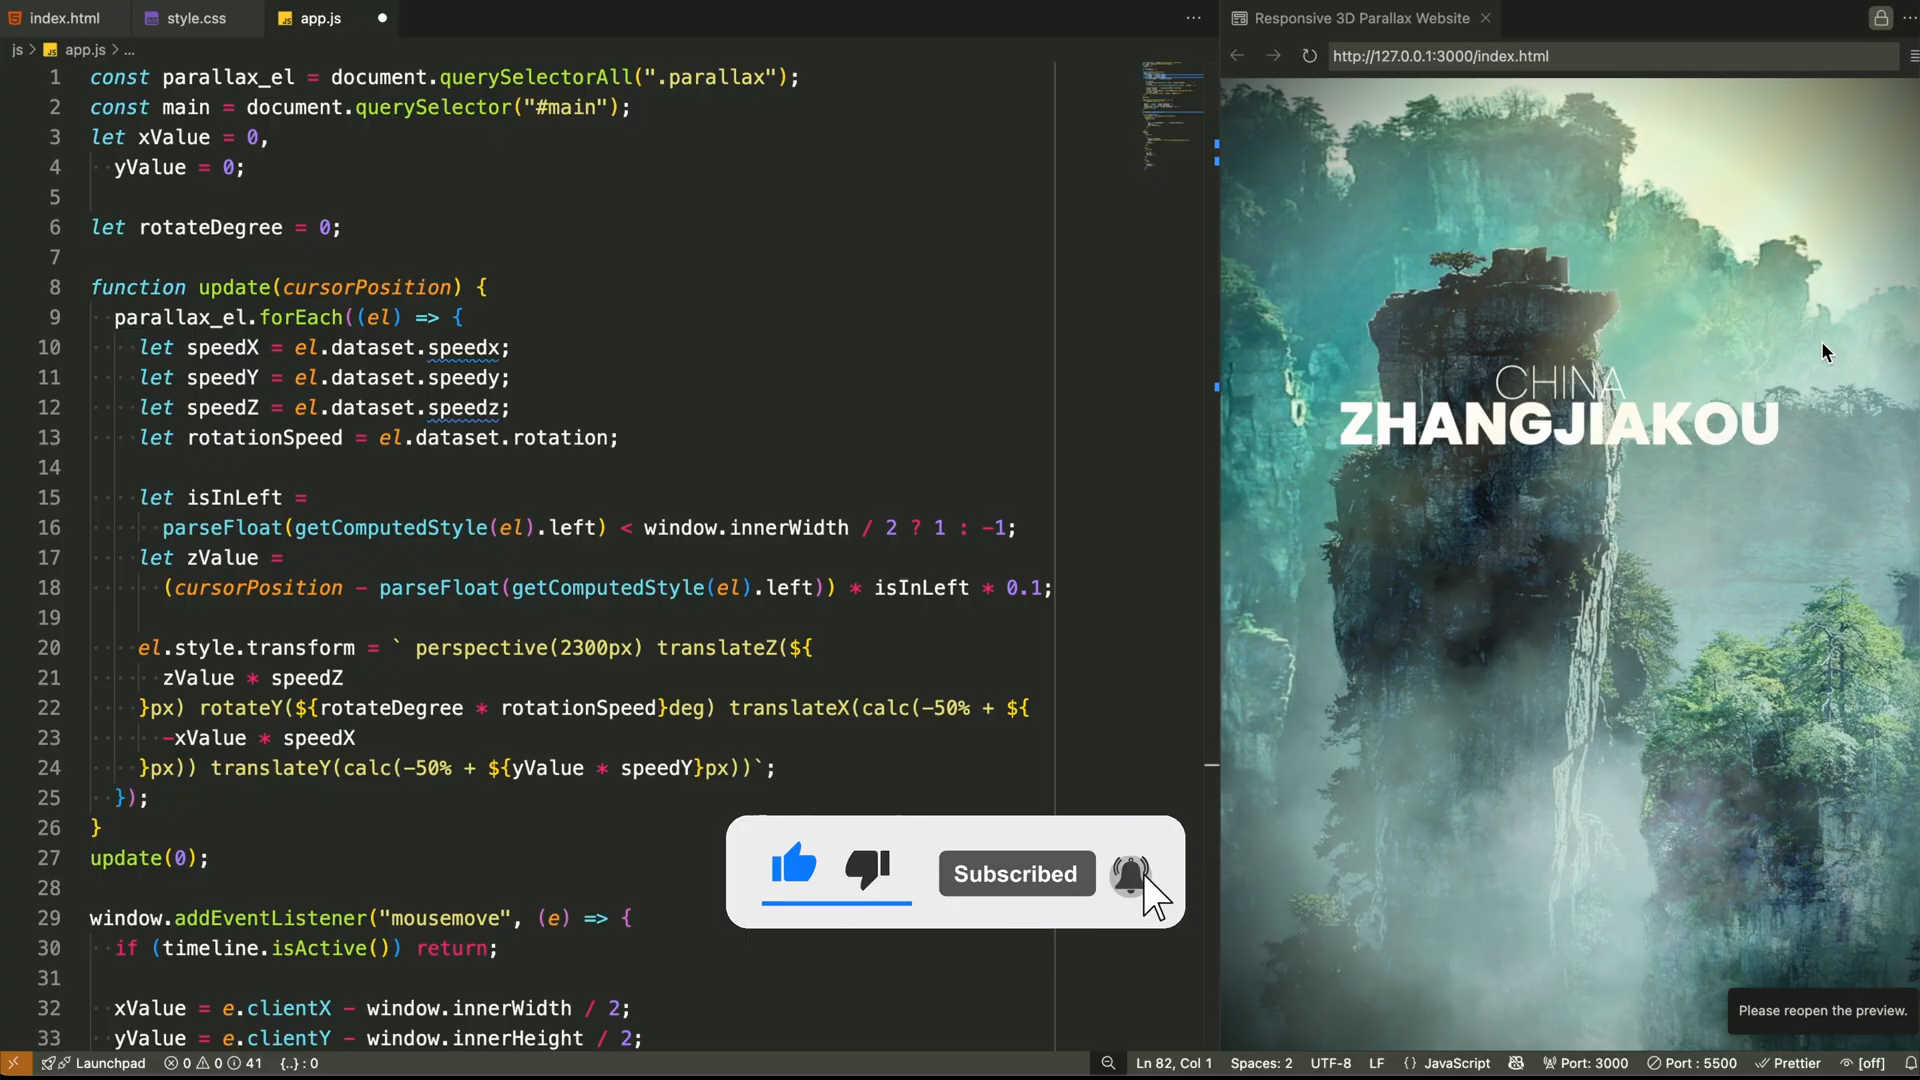 index.html
style.css
app.js
Responsive 3D Parallax Website
js > app.js > ...
http://127.0.0.1:3000/index.html
1 const parallax_el = document.querySelectorAll(".parallax");
2 const main = document.querySelector("#main");
3 let xValue = 0,
4 yValue = 0;
5
6 let rotateDegree = 0;
7
8 function update(cursorPosition) {
9 parallax_el.forEach((el) => {
10 let speedX = el.dataset.speedx;
11 let speedY = el.dataset.speedy;
12 let speedZ = el.dataset.speedz;
13 let rotationSpeed = el.dataset.rotation;
14
15 let isInLeft =
16 parseFloat(getComputedStyle(el).left) < window.innerWidth / 2 ? 1 : -1;
17 let zValue =
18 (cursorPosition - parseFloat(getComputedStyle(el).left)) * isInLeft * 0.1;
19
20 el.style.transform = ` perspective(2300px) translateZ(${
21 zValue * speedZ
22 }px) rotateY(${rotateDegree * rotationSpeed}deg) translateX(calc(-50% + ${
23 -xValue * speedX
24 }px)) translateY(calc(-50% + ${yValue * speedY}px))`;
25 });
26 }
27 update(0);
28
29 window.addEventListener("mousemove", (e) => {
30 if (timeline.isActive()) return;
31
32 xValue = e.clientX - window.innerWidth / 2;
33 yValue = e.clientY - window.innerHeight / 2;
CHINA
ZHANGJIAKOU
Subscribed
Please reopen the preview.
Launchpad 0 0 41 {..} : 0
Ln 82, Col 1 Spaces: 2 UTF-8 LF { } JavaScript Port: 3000 Port : 5500 Prettier [off]